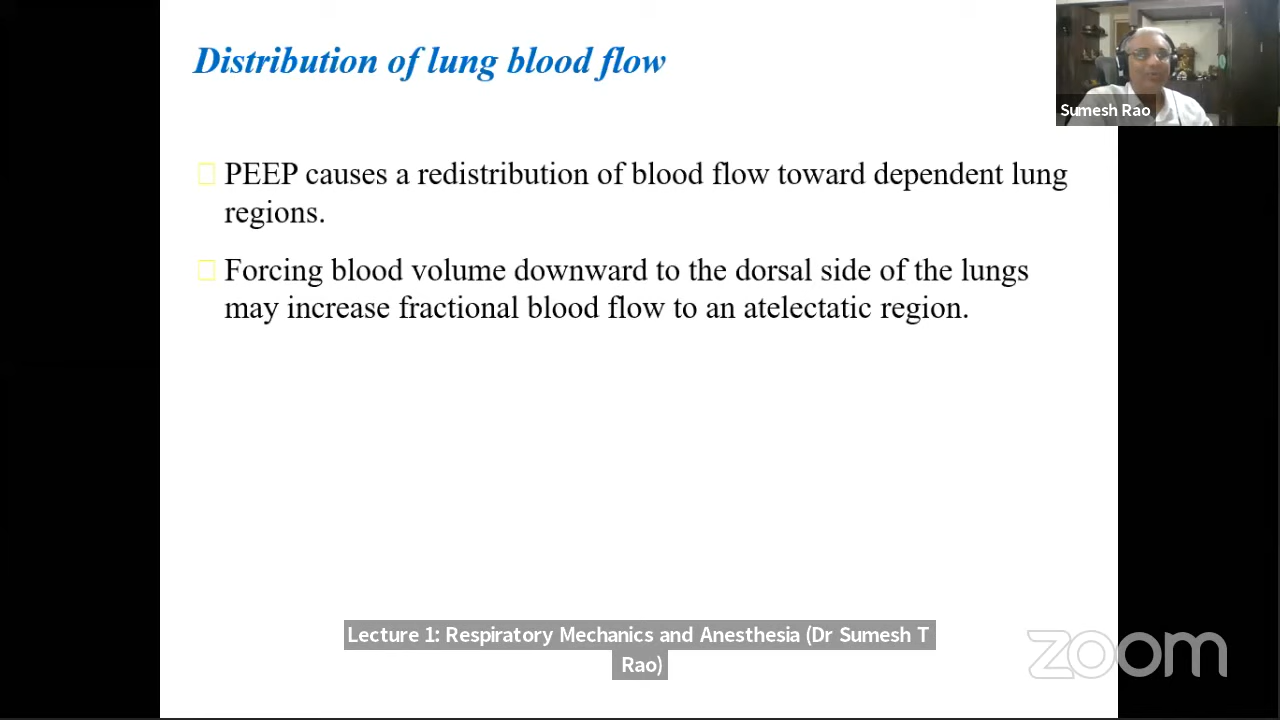 Distribution of lung blood flow
Sumesh Rao
PEEP causes a redistribution of blood flow toward dependent lung
regions.
Forcing blood volume downward to the dorsal side of the lungs
may increase fractional blood flow to an atelectatic region.
Lecture 1: Respiratory Mechanics and Anesthesia (Dr Sumesh T
Rao)
zoom